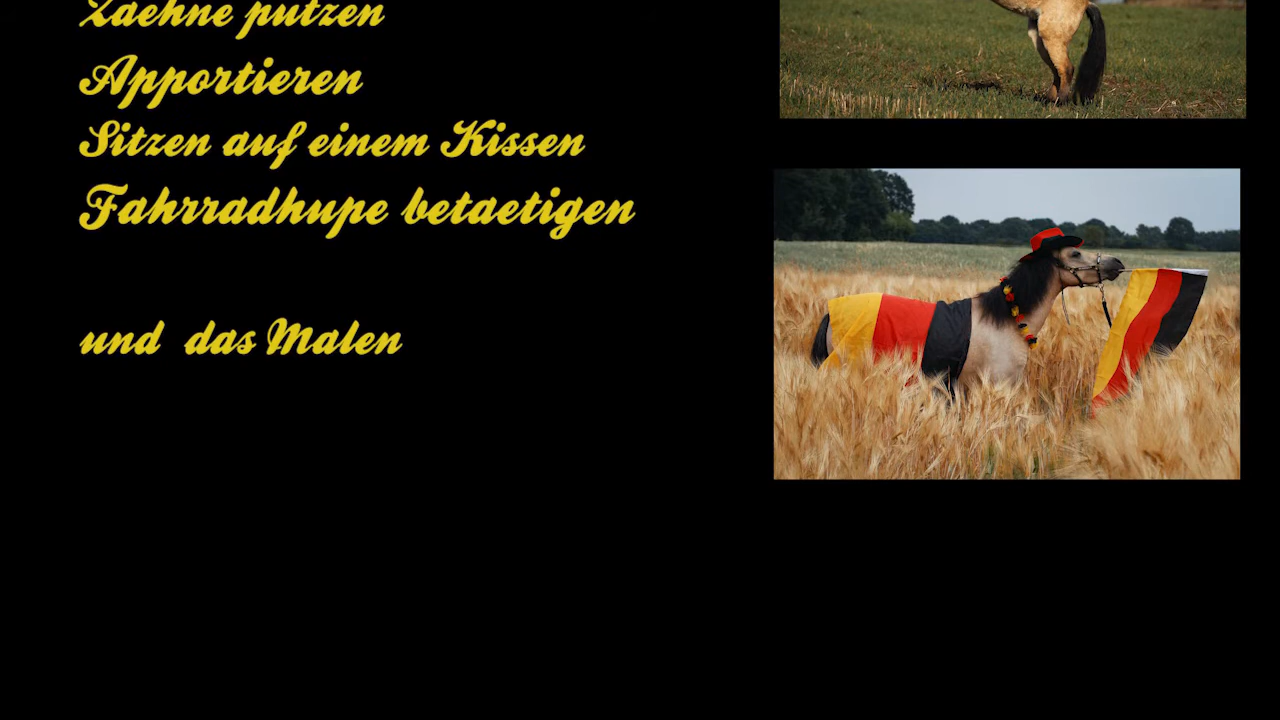 Zaehne putzen
Apportieren
Sitzen auf einem Kissen
Fahrradhupe betaetigen
und das Malen